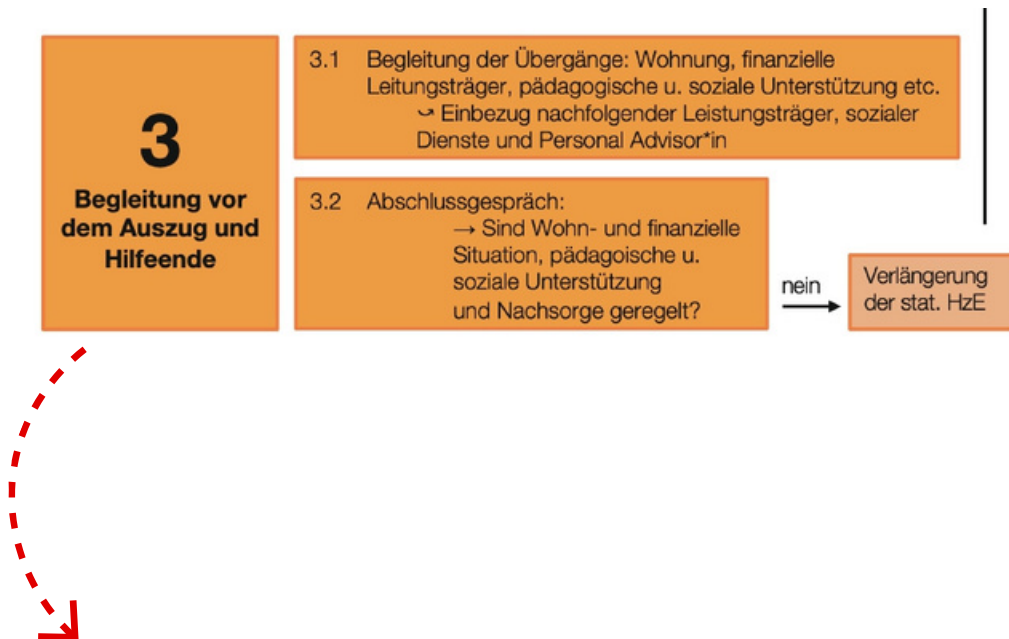 3
Begleitung vor
dem Auszug und
Hilfeende
3.1 Begleitung der Übergänge: Wohnung, finanzielle
Leitungsträger, pädagogische u. soziale Unterstützung etc.
⤿ Einbezug nachfolgender Leistungsträger, sozialer
Dienste und Personal Advisor*in
3.2 Abschlussgespräch:
→ Sind Wohn- und finanzielle
Situation, pädagoische u.
soziale Unterstützung
und Nachsorge geregelt?
nein
Verlängerung
der stat. HzE